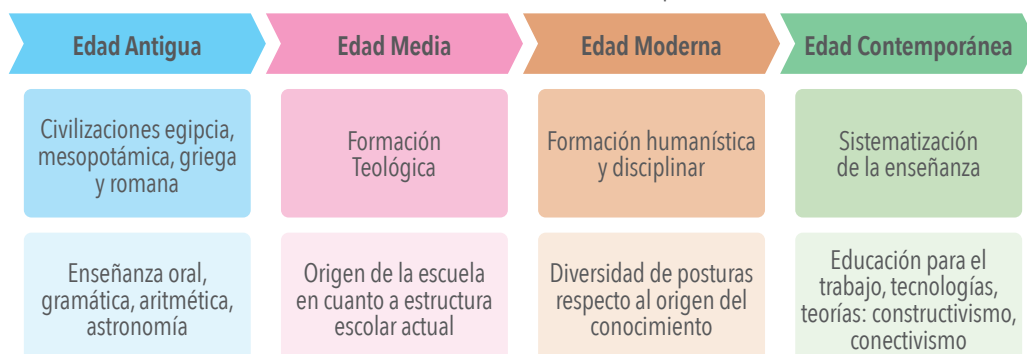 Edad Antigua
Edad Media
Edad Moderna
Edad Contemporánea
Civilizaciones egipcia,
mesopotámica, griega
y romana
Formación
Teológica
Formación humanística
y disciplinar
Sistematización
de la enseñanza
Enseñanza oral,
gramática, aritmética,
astronomía
Origen de la escuela
en cuanto a estructura
escolar actual
Diversidad de posturas
respecto al origen del
conocimiento
Educación para el
trabajo, tecnologías,
teorías: constructivismo,
conectivismo